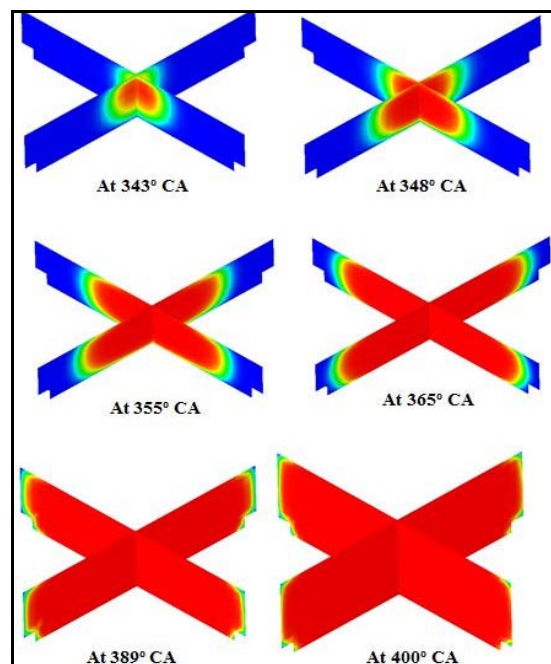 At 343° CA
At 348° CA
At 355° CA
At 365° CA
At 389° CA
At 400° CA